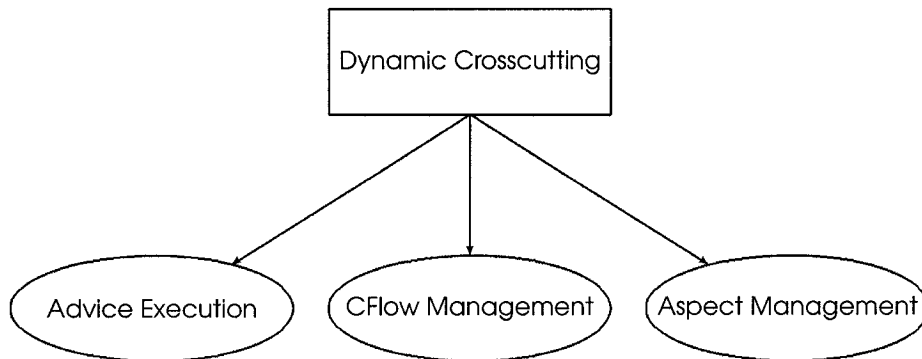 Dynamic Crosscutting
Advice Execution
CFlow Management
Aspect Management